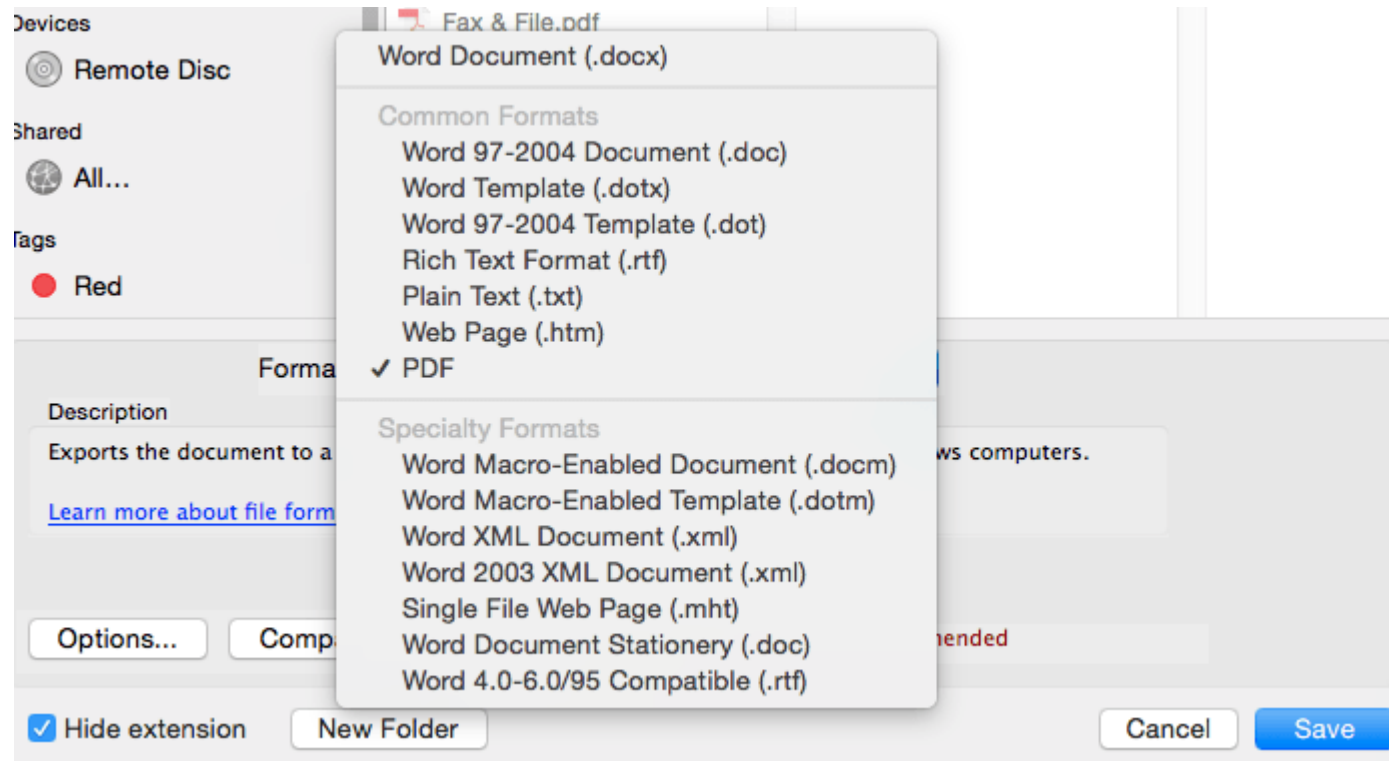 Devices
Fax & File.pdf
Remote Disc
Shared
All...
Tags
Red
Word Document (.docx)
Common Formats
Word 97-2004 Document (.doc)
Word Template (.dotx)
Word 97-2004 Template (.dot)
Rich Text Format (.rtf)
Plain Text (.txt)
Web Page (.htm)
Forma
✓ PDF
Specialty Formats
Word Macro-Enabled Document (.docm)
Word Macro-Enabled Template (.dotm)
Word XML Document (.xml)
Word 2003 XML Document (.xml)
Single File Web Page (.mht)
Word Document Stationery (.doc)
Word 4.0-6.0/95 Compatible (.rtf)
Description
Exports the document to a ws computers.
Learn more about file form
Options... Comp mended
Hide extension New Folder Cancel Save